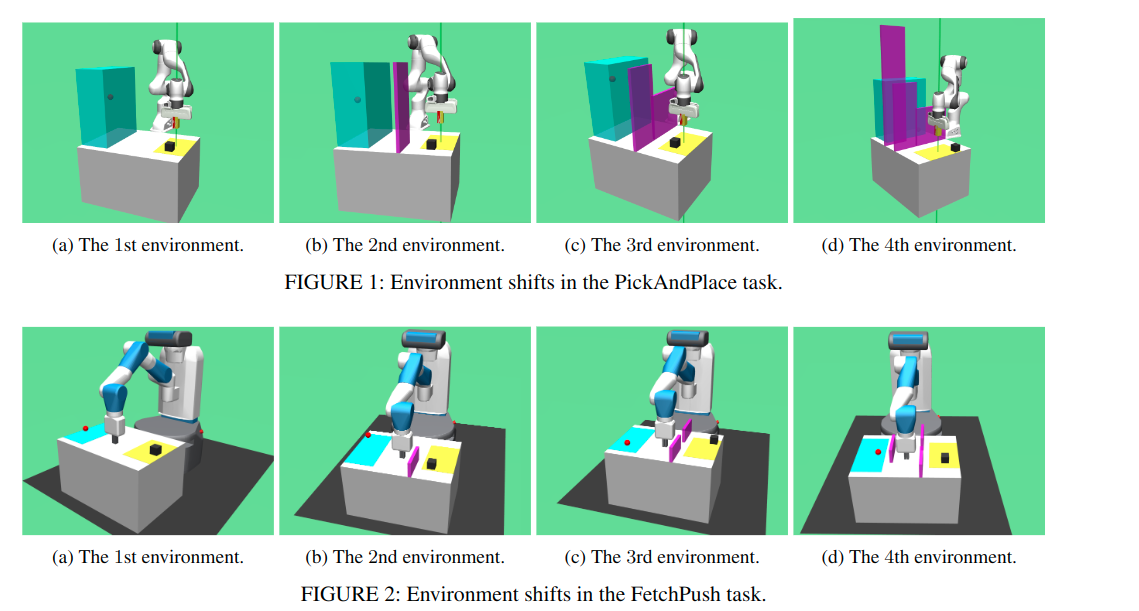 (a) The 1st environment.
(b) The 2nd environment.
(c) The 3rd environment.
(d) The 4th environment.
FIGURE 1: Environment shifts in the PickAndPlace task.
(a) The 1st environment.
(b) The 2nd environment.
(c) The 3rd environment.
(d) The 4th environment.
FIGURE 2: Environment shifts in the FetchPush task.